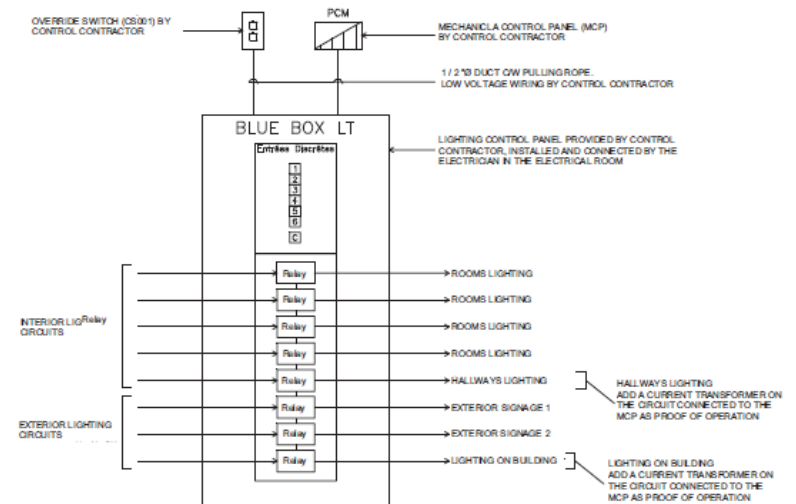 OVERRIDE SWITCH (CS001) BY
CONTROL CONTRACTOR
PCM
MECHANICLA CONTROL PANEL (MCP)
BY CONTROL CONTRACTOR
1 / 2 "Ø DUCT C/W PULLING ROPE.
LOW VOLTAGE WIRING BY CONTROL CONTRACTOR
BLUE BOX LT
Entrées Discrètes
1
2
3
4
5
6
C
LIGHTING CONTROL PANEL PROVIDED BY CONTROL
CONTRACTOR, INSTALLED AND CONNECTED BY THE
ELECTRICIAN IN THE ELECTRICAL ROOM
INTERIOR LIG Relay
CIRCUITS
Relay
ROOMS LIGHTING
Relay
ROOMS LIGHTING
Relay
ROOMS LIGHTING
Relay
ROOMS LIGHTING
Relay
HALLWAYS LIGHTING
HALLWAYS LIGHTING
ADD A CURRENT TRANSFORMER ON
THE CIRCUIT CONNECTED TO THE
MCP AS PROOF OF OPERATION
EXTERIOR LIGHTING
CIRCUITS
Relay
EXTERIOR SIGNAGE 1
Relay
EXTERIOR SIGNAGE 2
Relay
LIGHTING ON BUILDING
LIGHTING ON BUILDING
ADD A CURRENT TRANSFORMER ON
THE CIRCUIT CONNECTED TO THE
MCP AS PROOF OF OPERATION